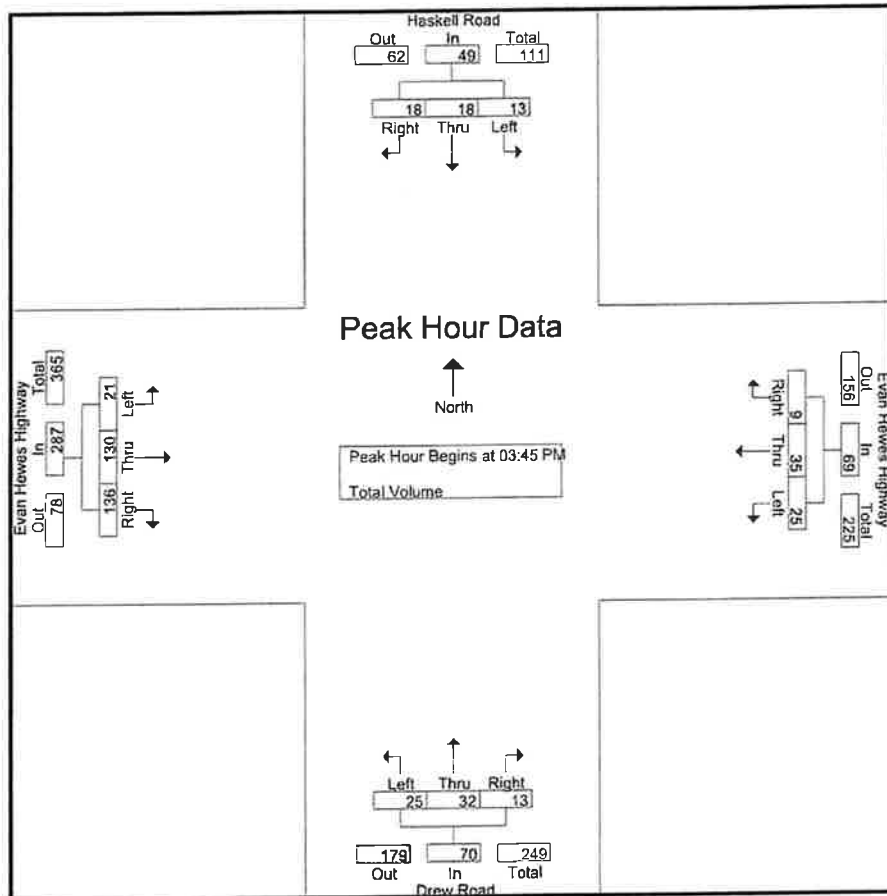 Haskell Road
Out In Total
62 49 111
18 18 13
Right Thru Left
Peak Hour Data
North
Peak Hour Begins at 03:45 PM
Total Volume
Evan Hewes Highway
Total In Out
365 287 78
21 130 136
Left Thru Right
Evan Hewes Highway
Out In Total
156 69 225
9 35 25
Right Thru Left
Left Thru Right
25 32 13
179 70 249
Out In Total
Drew Road